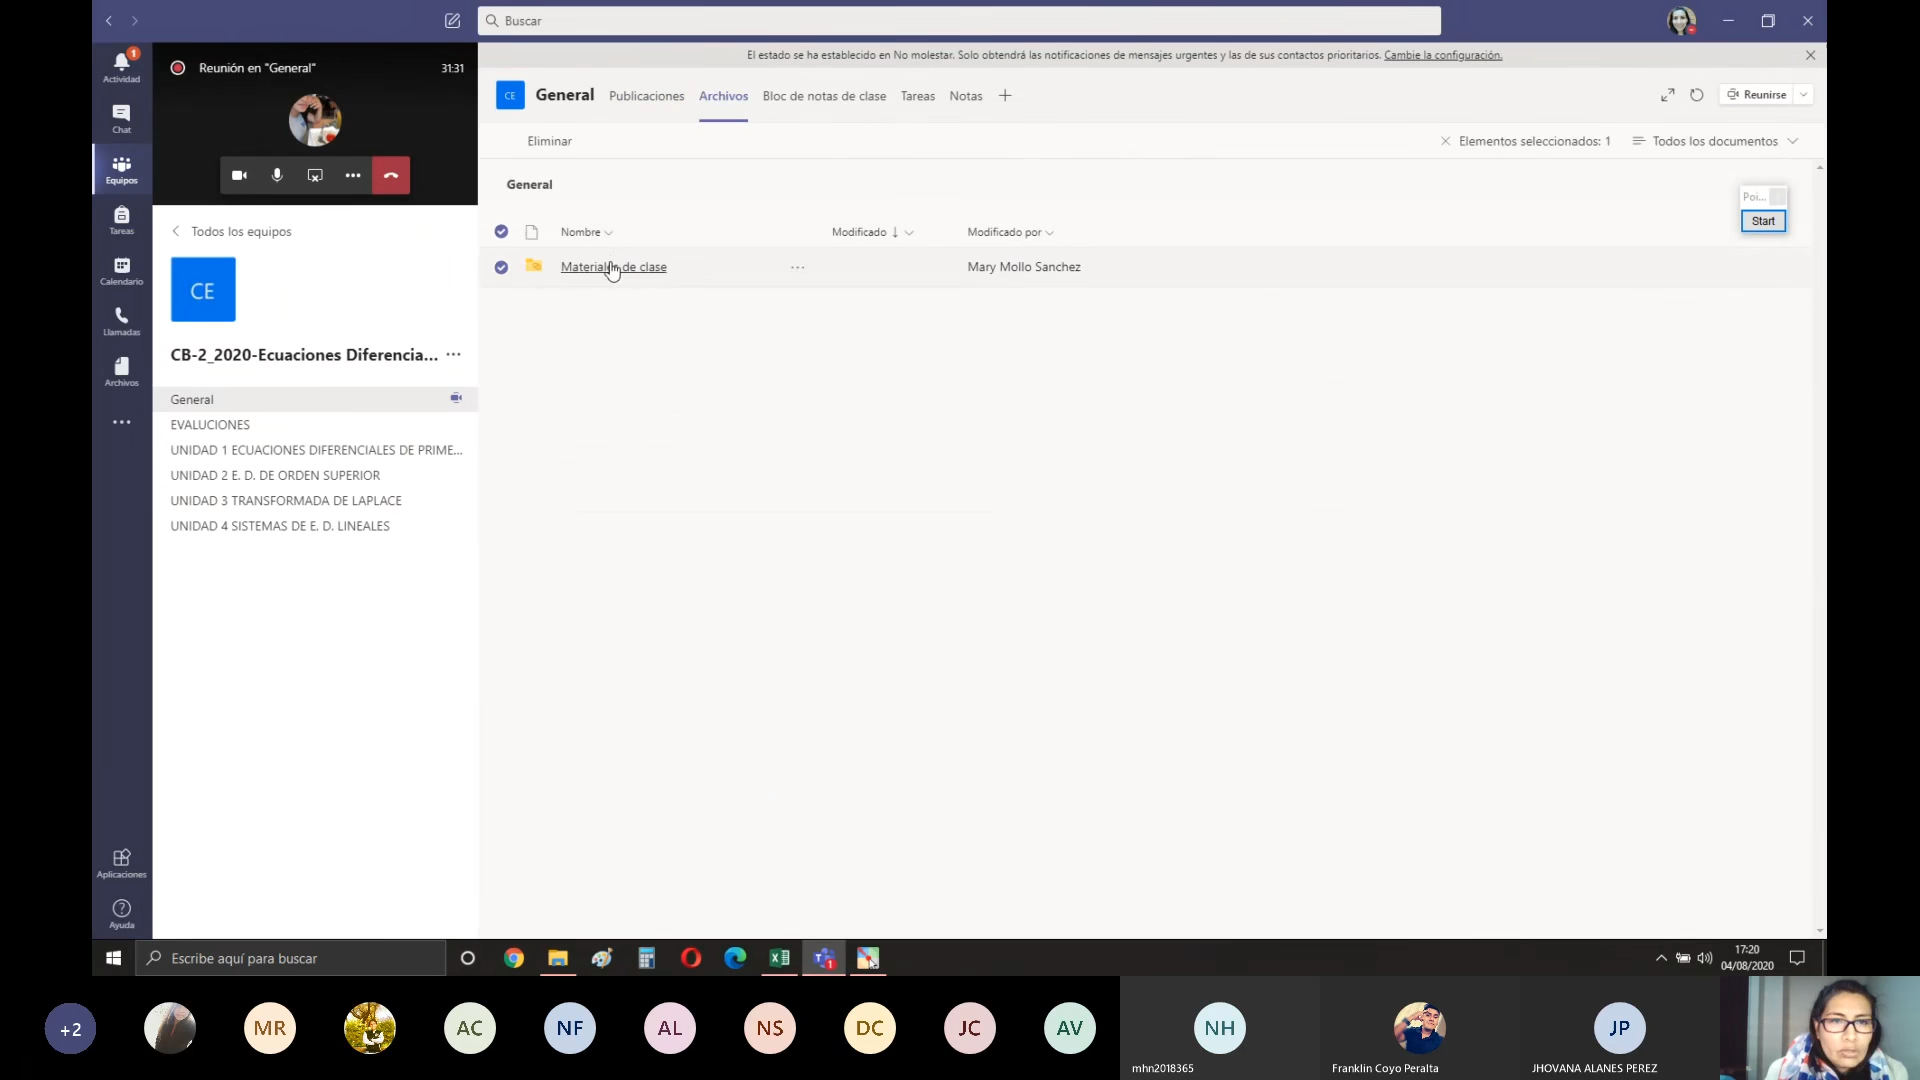 Buscar
Actividad
1
Chat
Equipos
Tareas
Calendario
Llamadas
Archivos
Aplicaciones
Ayuda
Reunión en "General"
31:31
Todos los equipos
CE
CB-2_2020-Ecuaciones Diferencia... ...
General
EVALUCIONES
UNIDAD 1 ECUACIONES DIFERENCIALES DE PRIME...
UNIDAD 2 E. D. DE ORDEN SUPERIOR
UNIDAD 3 TRANSFORMADA DE LAPLACE
UNIDAD 4 SISTEMAS DE E. D. LINEALES
El estado se ha establecido en No molestar. Solo obtendrá las notificaciones de mensajes urgentes y las de sus contactos prioritarios. Cambie la configuración.
CE General Publicaciones Archivos Bloc de notas de clase Tareas Notas
Reunirse
Eliminar
Elementos seleccionados: 1
Todos los documentos
General
Poi...
Start
Nombre Modificado Modificado por
Materiales de clase ... Mary Mollo Sanchez
Escribe aquí para buscar
1
17:20
04/08/2020
+2 MR AC NF AL NS DC JC AV NH JP
mhn2018365 Franklin Coyo Peralta JHOVANA ALANES PEREZ